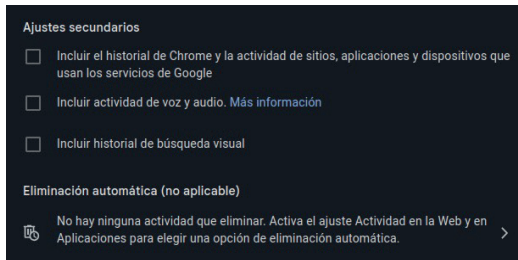 Ajustes secundarios
Incluir el historial de Chrome y la actividad de sitios, aplicaciones y dispositivos que
usan los servicios de Google
Incluir actividad de voz y audio. Más información
Incluir historial de búsqueda visual
Eliminación automática (no aplicable)
No hay ninguna actividad que eliminar. Activa el ajuste Actividad en la Web y en
Aplicaciones para elegir una opción de eliminación automática.